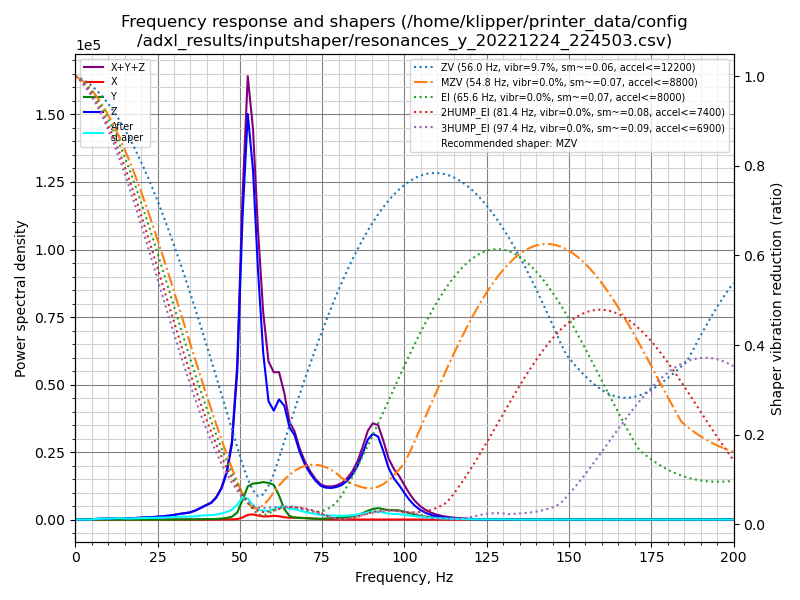 Frequency response and shapers (/home/klipper/printer_data/config
/adxl_results/inputshaper/resonances_y_20221224_224503.csv)
1e5
X+Y+Z
X
Y
Z
After
shaper
ZV (56.0 Hz, vibr=9.7%, sm~=0.06, accel<=12200)
MZV (54.8 Hz, vibr=0.0%, sm~=0.07, accel<=8800)
EI (65.6 Hz, vibr=0.0%, sm~=0.07, accel<=8000)
2HUMP_EI (81.4 Hz, vibr=0.0%, sm~=0.08, accel<=7400)
3HUMP_EI (97.4 Hz, vibr=0.0%, sm~=0.09, accel<=6900)
Recommended shaper: MZV
Power spectral density
1.50
1.25
1.00
0.75
0.50
0.25
0.00
1.0
0.8
0.6
0.4
0.2
0.0
Shaper vibration reduction (ratio)
0 25 50 75 100 125 150 175 200
Frequency, Hz